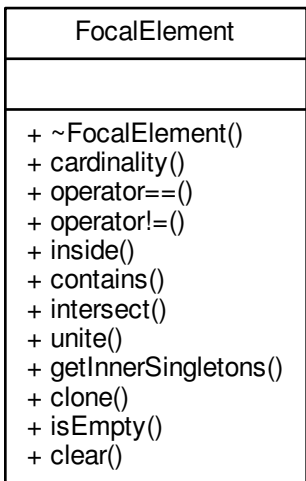 FocalElement
+ ~FocalElement()
+ cardinality()
+ operator==()
+ operator!=()
+ inside()
+ contains()
+ intersect()
+ unite()
+ getInnerSingletons()
+ clone()
+ isEmpty()
+ clear()